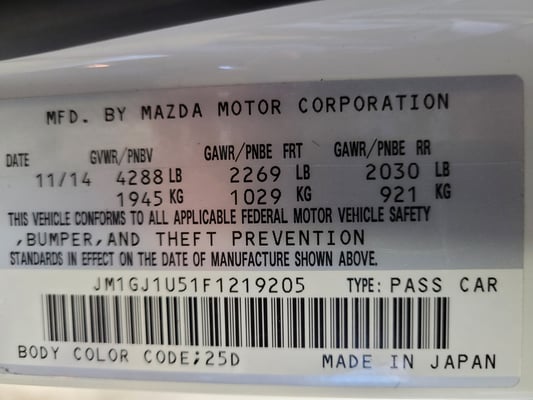 MFD. BY MAZDA MOTOR CORPORATION
DATE GVWR/PNBV GAWR/PNBE FRT GAWR/PNBE RR
11/14 4288 LB 2269 LB 2030 LB
1945 KG 1029 KG 921 KG
THIS VEHICLE CONFORMS TO ALL APPLICABLE FEDERAL MOTOR VEHICLE SAFETY
,BUMPER,AND THEFT PREVENTION
STANDARDS IN EFFECT ON THE DATE OF MANUFACTURE SHOWN ABOVE.
JM1GJ1U51F1219205 TYPE: PASS CAR
BODY COLOR CODE;25D MADE IN JAPAN